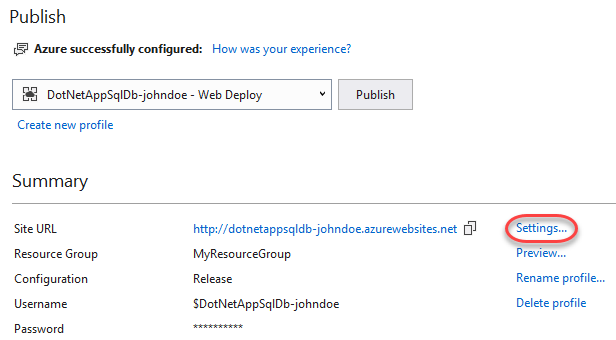 Publish
Azure successfully configured: How was your experience?
DotNetAppSqlDb-johndoe - Web Deploy Publish
Create new profile
Summary
Site URL http://dotnetappsqldb-johndoe.azurewebsites.net Settings...
Resource Group MyResourceGroup Preview...
Configuration Release Rename profile...
Username $DotNetAppSqlDb-johndoe Delete profile
Password **********